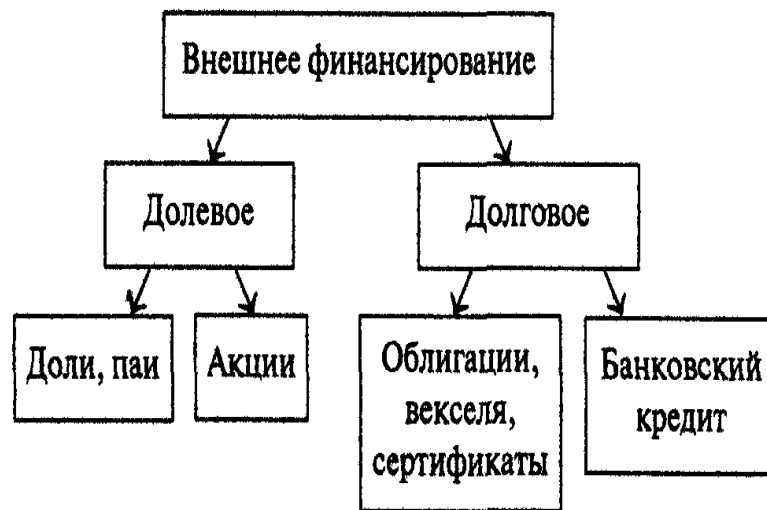 Внешнее финансирование
Долевое
Долговое
Доли, паи
Акции
Облигации,
векселя,
сертификаты
Банковский
кредит